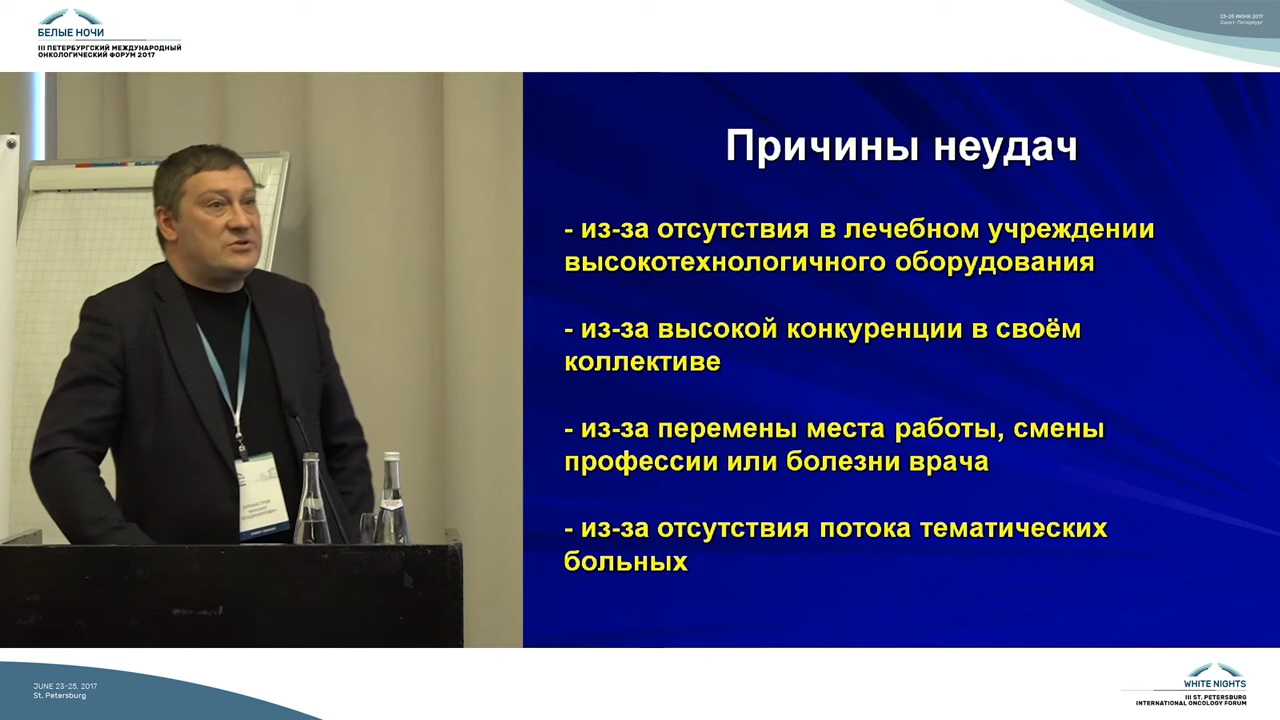 БЕЛЫЕ НОЧИ
III ПЕТЕРБУРГСКИЙ МЕЖДУНАРОДНЫЙ
ОНКОЛОГИЧЕСКИЙ ФОРУМ 2017
23-25 ИЮНЯ 2017
Санкт-Петербург
Причины неудач
- из-за отсутствия в лечебном учреждении
высокотехнологичного оборудования
- из-за высокой конкуренции в своём
коллективе
- из-за перемены места работы, смены
профессии или болезни врача
- из-за отсутствия потока тематических
больных
JUNE 23-25, 2017
St. Petersburg
WHITE NIGHTS
III ST. PETERSBURG
INTERNATIONAL ONCOLOGY FORUM